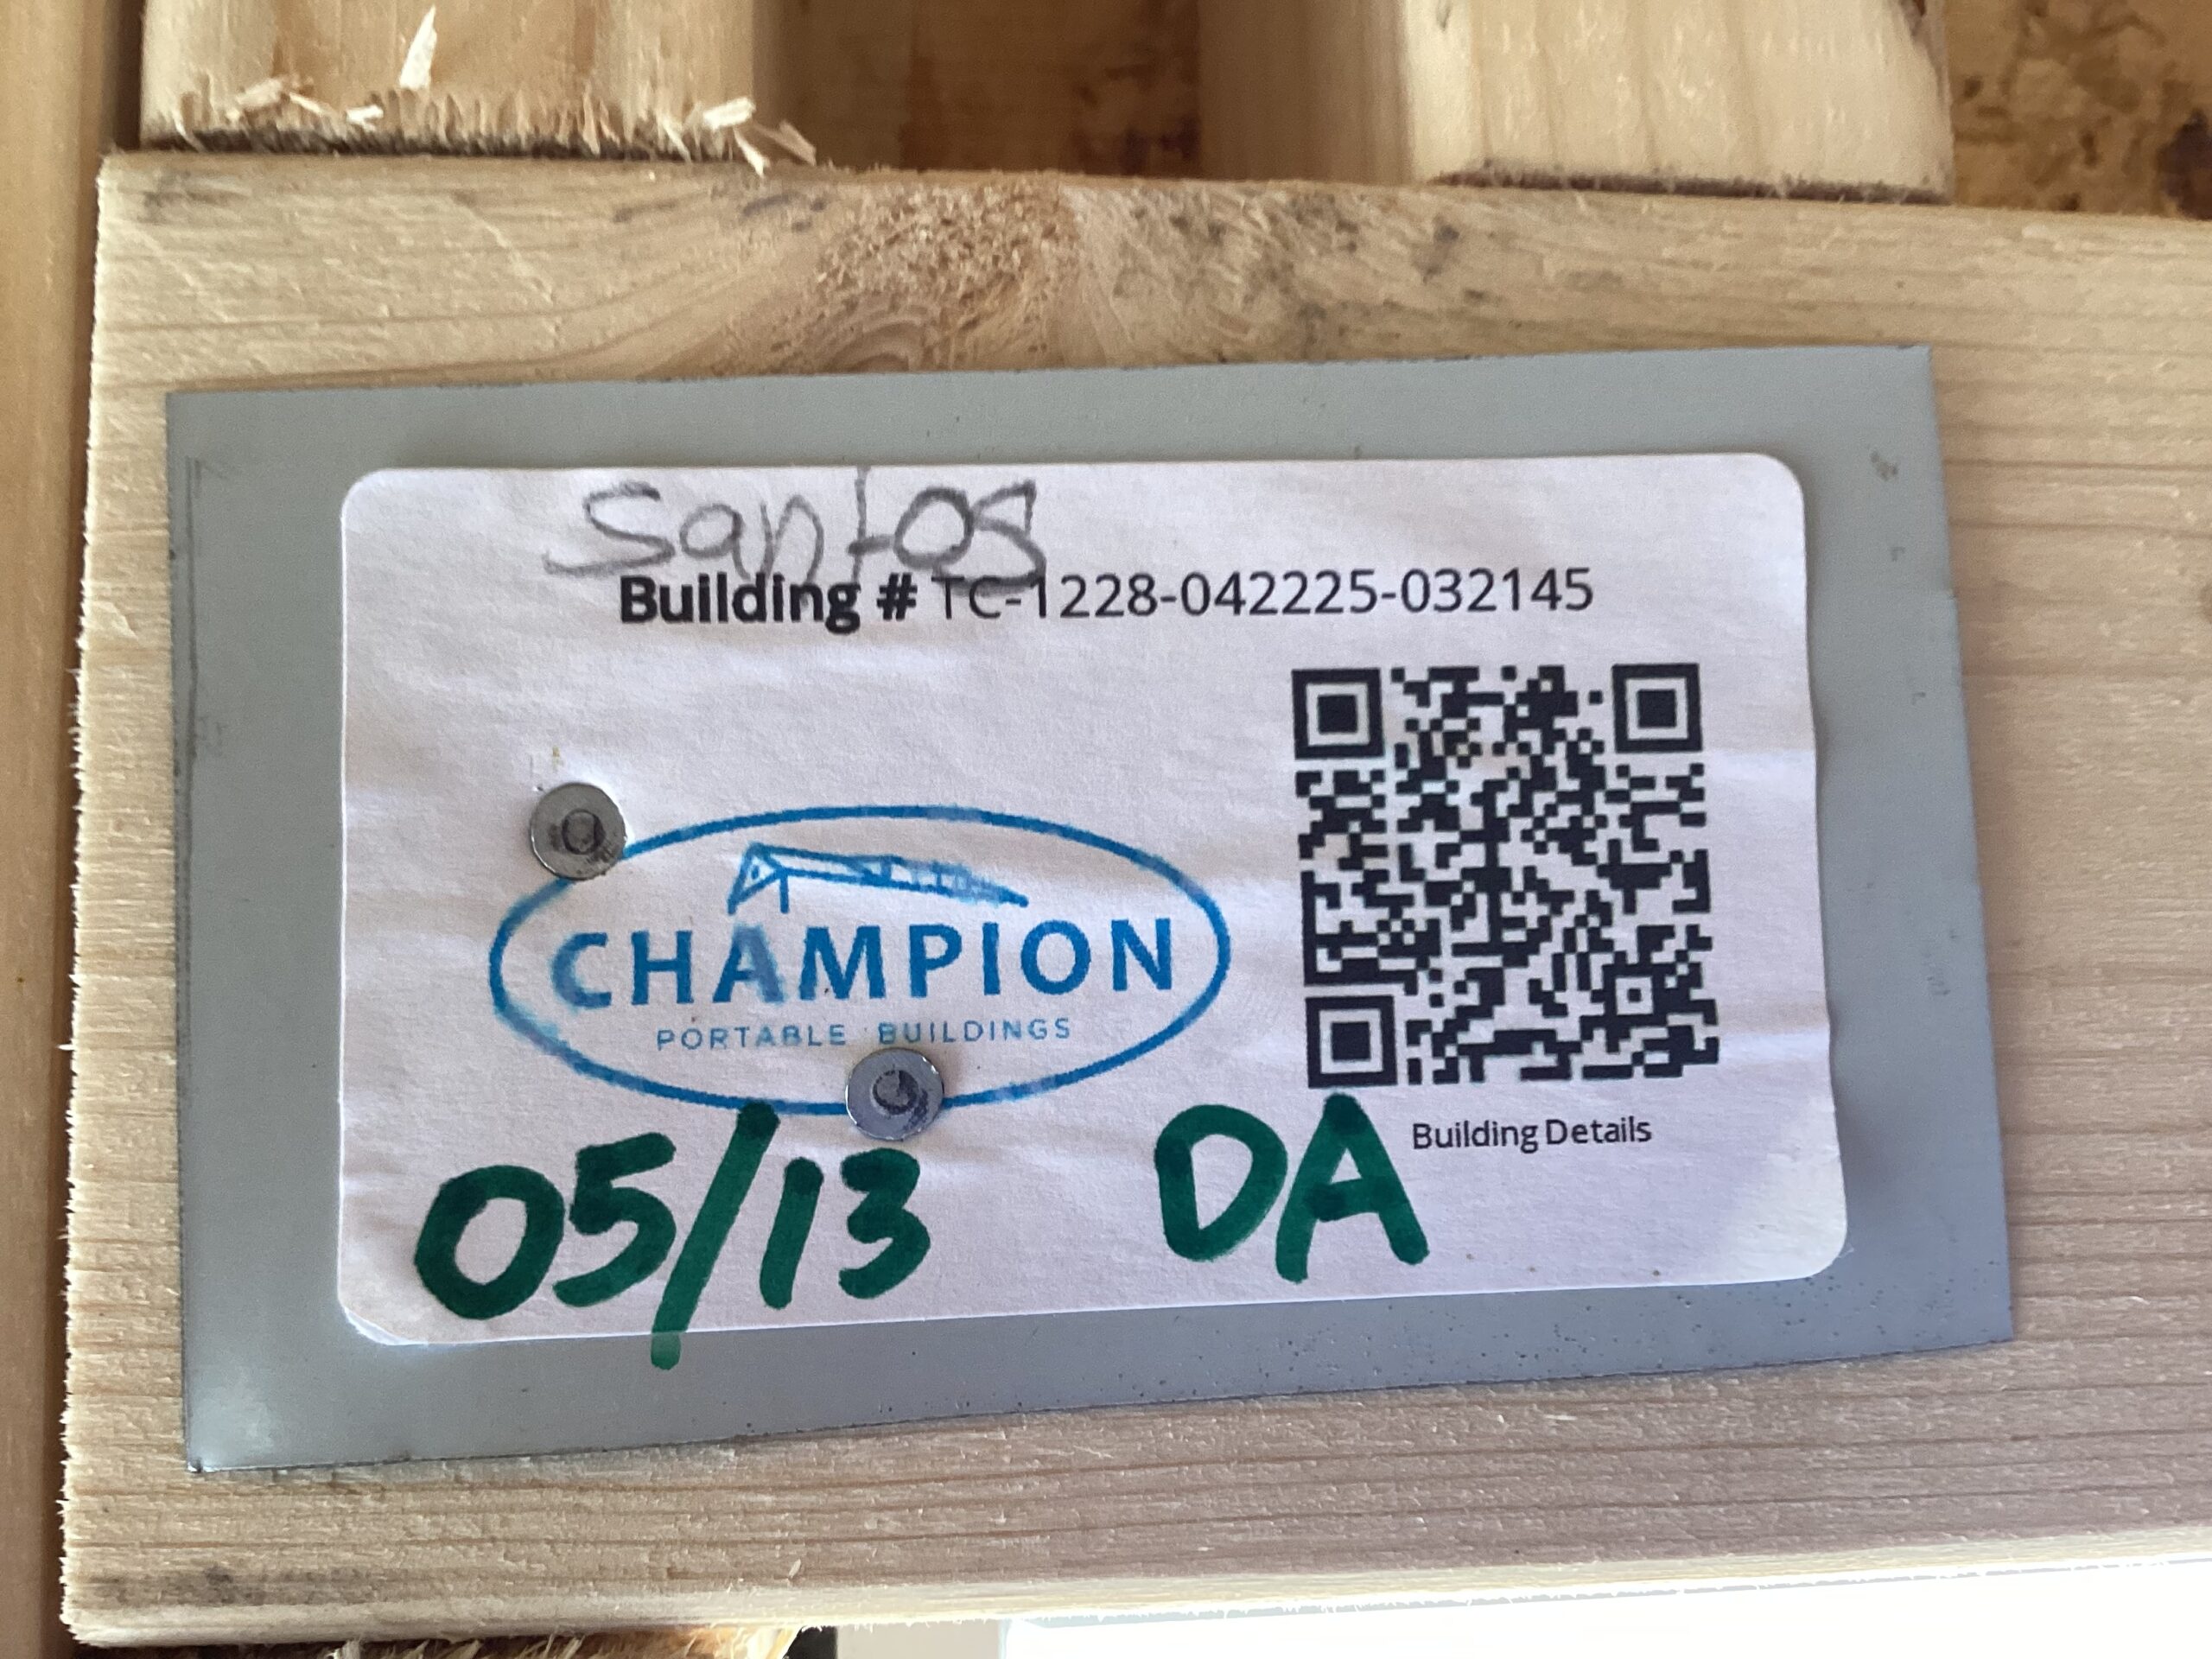 Santos
Building # TC-1228-042225-032145
CHAMPION
PORTABLE BUILDINGS
Building Details
05/13 DA